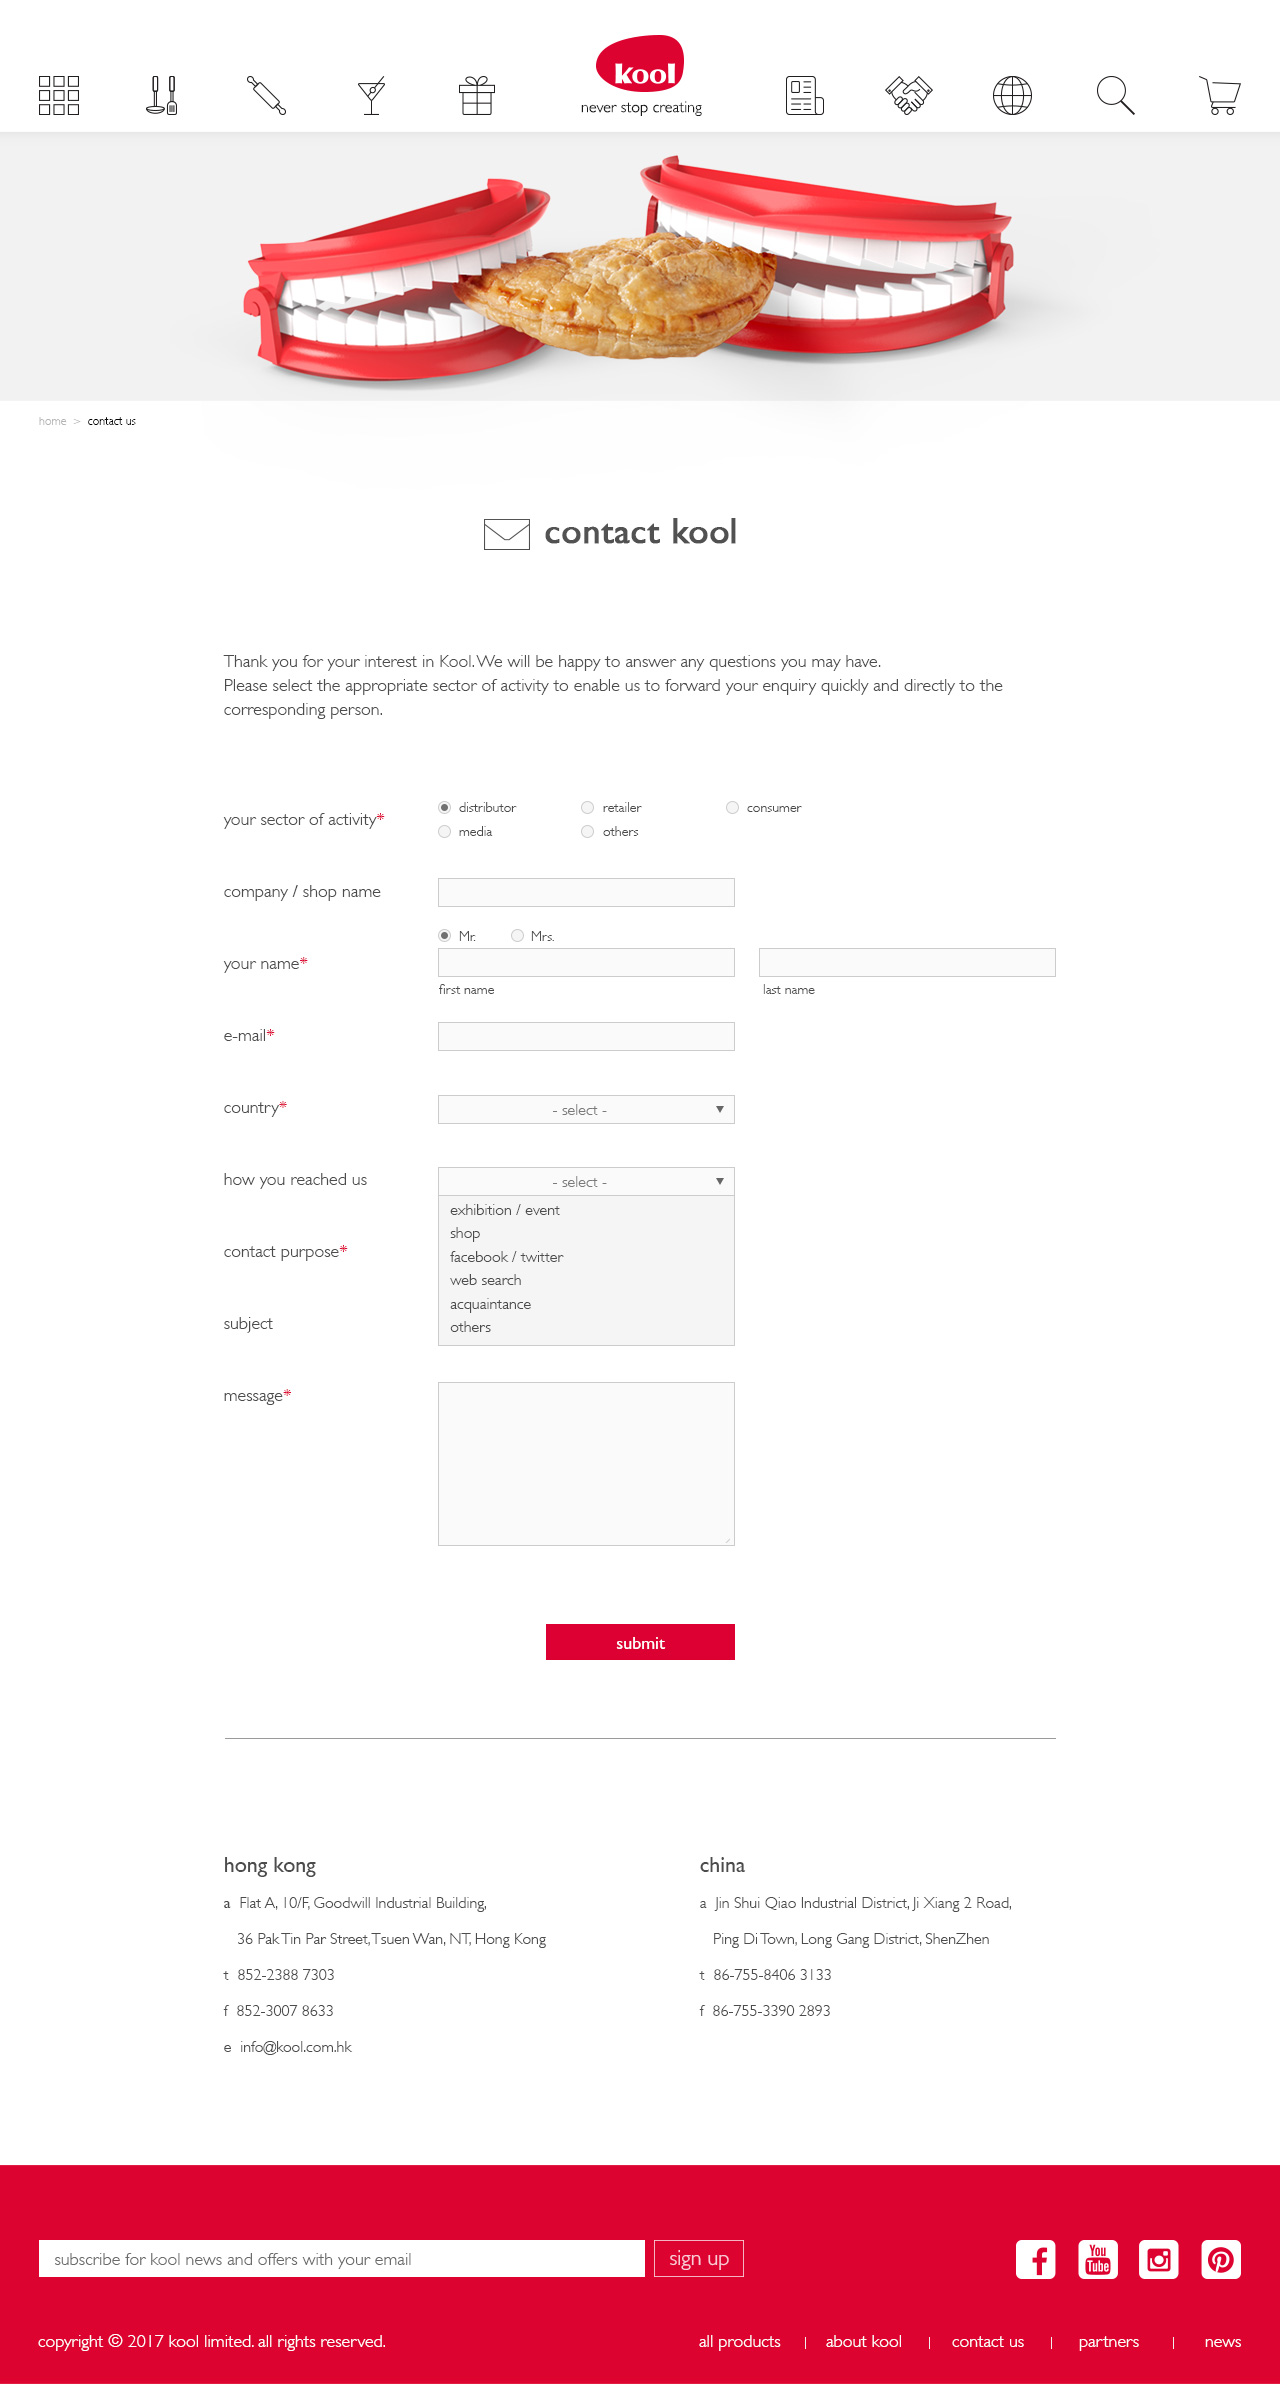 kool
never stop creating
home > contact us
contact kool
Thank you for your interest in Kool. We will be happy to answer any questions you may have.
Please select the appropriate sector of activity to enable us to forward your enquiry quickly and directly to the
corresponding person.
your sector of activity*
distributor retailer consumer
media others
company / shop name
Mr. Mrs.
your name*
first name last name
e-mail*
country* - select -
how you reached us - select -
exhibition / event
shop
contact purpose* facebook / twitter
web search
acquaintance
subject others
message*
submit
hong kong
a Flat A, 10/F, Goodwill Industrial Building,
36 Pak Tin Par Street, Tsuen Wan, NT, Hong Kong
t 852-2388 7303
f 852-3007 8633
e info@kool.com.hk
china
a Jin Shui Qiao Industrial District, Ji Xiang 2 Road,
Ping Di Town, Long Gang District, ShenZhen
t 86-755-8406 3133
f 86-755-3390 2893
subscribe for kool news and offers with your email sign up
You
Tube
copyright © 2017 kool limited. all rights reserved.
all products | about kool | contact us | partners | news